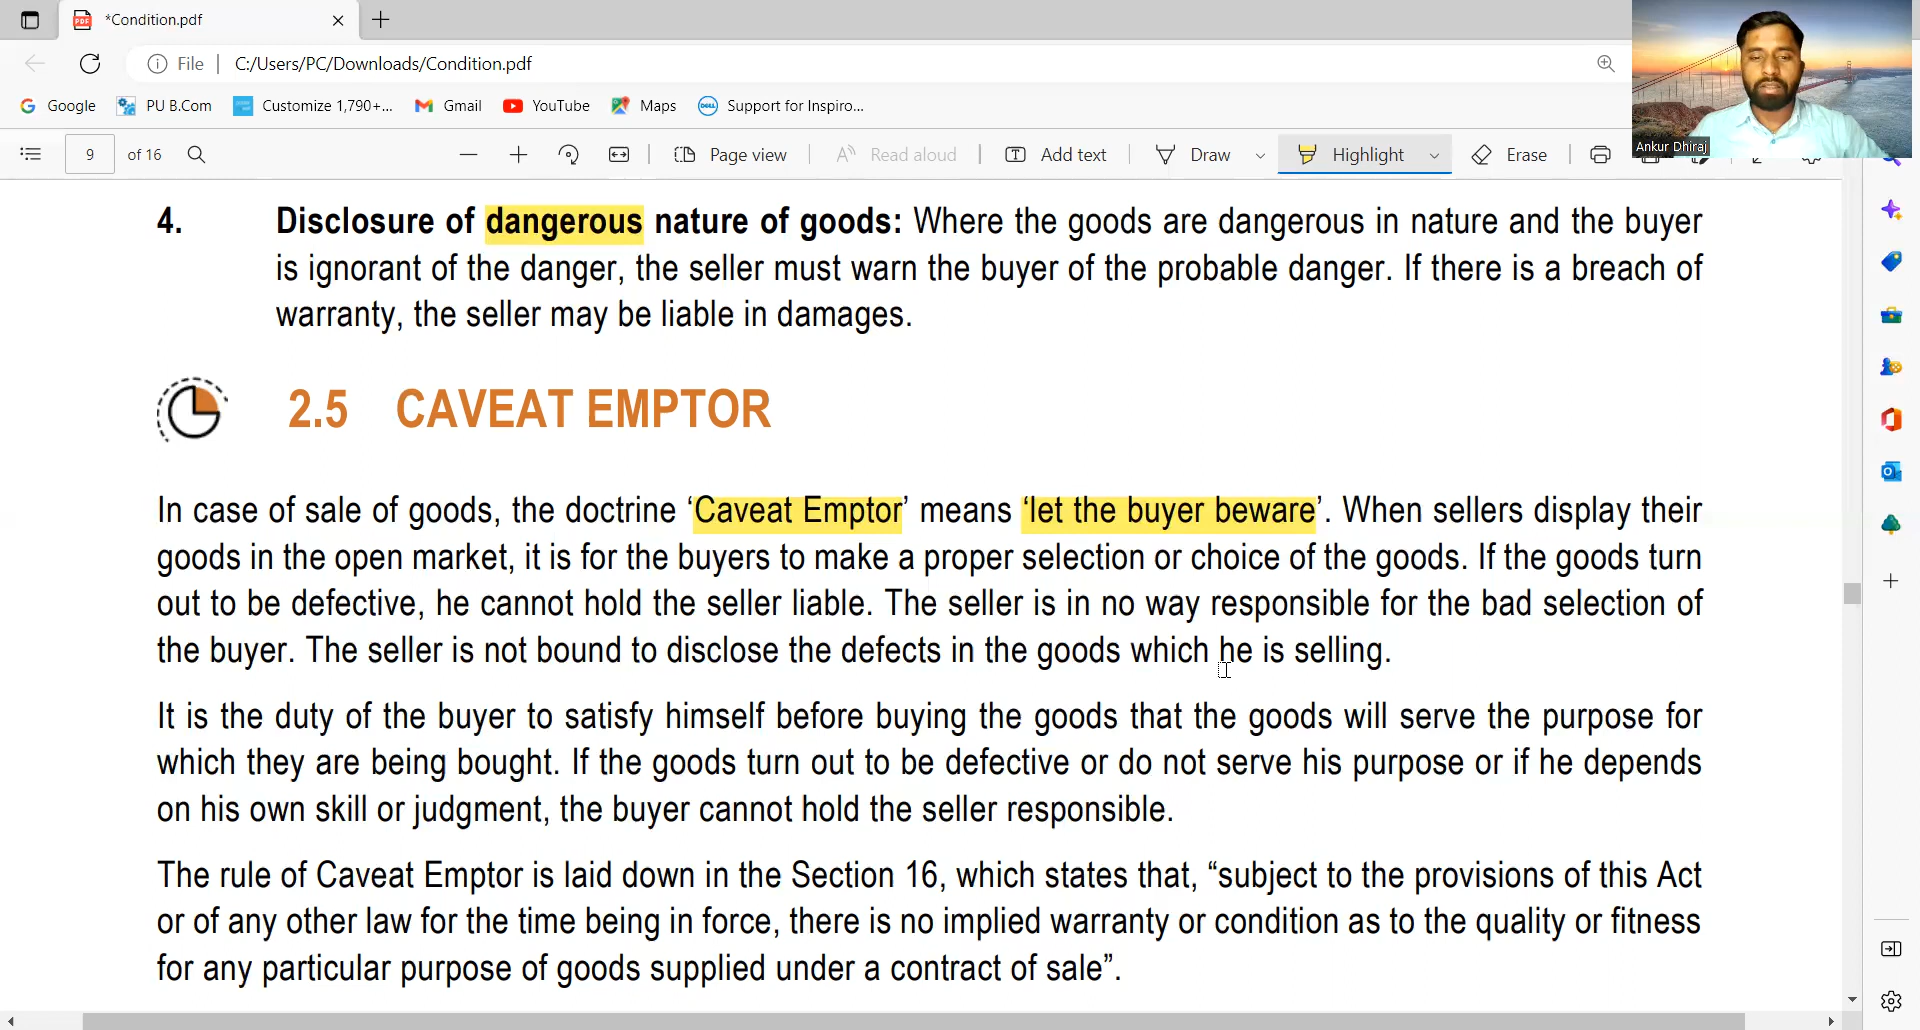 *Condition.pdf
File
C:/Users/PC/Downloads/Condition.pdf
Google PU B.Com Customize 1,790+... Gmail YouTube Maps Support for Inspiro...
9 of 16 Page view Read aloud Add text Draw Highlight Erase
Ankur Dhiraj
4. Disclosure of dangerous nature of goods: Where the goods are dangerous in nature and the buyer
is ignorant of the danger, the seller must warn the buyer of the probable danger. If there is a breach of
warranty, the seller may be liable in damages.
2.5 CAVEAT EMPTOR
In case of sale of goods, the doctrine ‘Caveat Emptor’ means ‘let the buyer beware’. When sellers display their
goods in the open market, it is for the buyers to make a proper selection or choice of the goods. If the goods turn
out to be defective, he cannot hold the seller liable. The seller is in no way responsible for the bad selection of
the buyer. The seller is not bound to disclose the defects in the goods which he is selling.
It is the duty of the buyer to satisfy himself before buying the goods that the goods will serve the purpose for
which they are being bought. If the goods turn out to be defective or do not serve his purpose or if he depends
on his own skill or judgment, the buyer cannot hold the seller responsible.
The rule of Caveat Emptor is laid down in the Section 16, which states that, “subject to the provisions of this Act
or of any other law for the time being in force, there is no implied warranty or condition as to the quality or fitness
for any particular purpose of goods supplied under a contract of sale”.